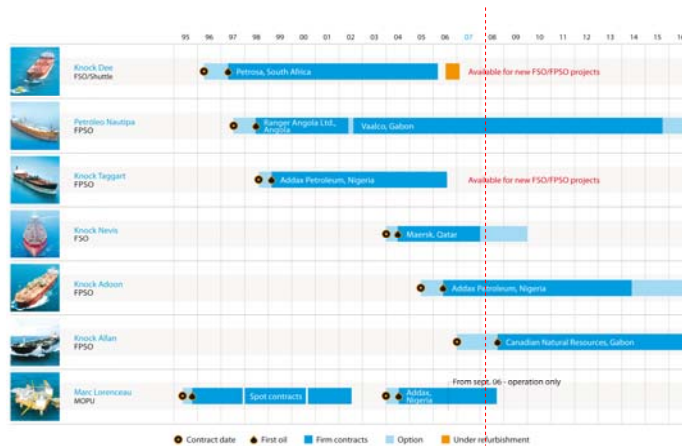 95 96 97 98 99 00 02 03 04 05 06 07 08 09 10 11 12 13 14 15 16
Knock Dee
FSO/Shuttle
Petrosa, South Africa
Available for new FSO/FPSO projects
Petróleo Nautipa
FPSO
Ranger Angola Ltd.,
Angola
Vaalco, Gabon
Knock Taggart
FPSO
Addax Petroleum, Nigeria
Available for new FSO/FPSO projects
Knock Nevis
FSO
Maersk, Qatar
Knock Adoon
FPSO
Addax Petroleum, Nigeria
Knock Allan
FPSO
Canadian Natural Resources, Gabon
From sept. 06 - operation only
Marc Lorenceau
MOPU
Spot contracts
Addax,
Nigeria
Contract date First oil Firm contracts Option Under refurbishment